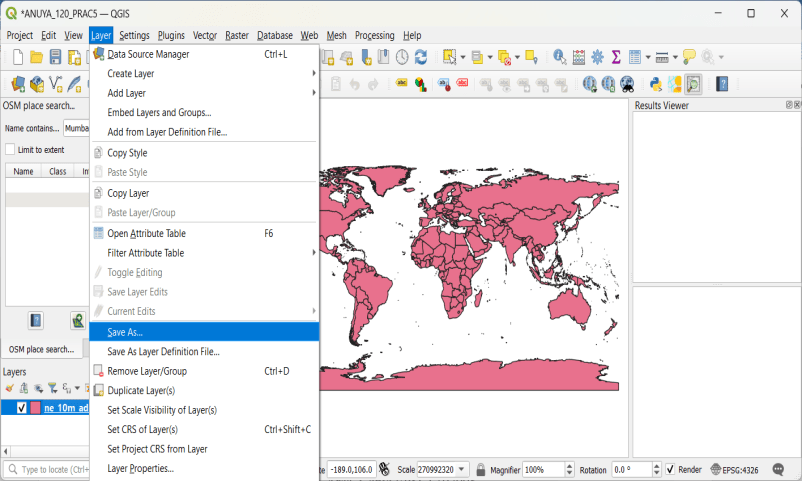 *ANUYA_120_PRAC5 — QGIS
Project Edit View Layer Settings Plugins Vector Raster Database Web Mesh Processing Help
Data Source Manager Ctrl+L
Create Layer
Add Layer
Embed Layers and Groups...
Add from Layer Definition File...
Copy Style
Paste Style
Copy Layer
Paste Layer/Group
Open Attribute Table F6
Filter Attribute Table
Toggle Editing
Save Layer Edits
Current Edits
Save As...
Save As Layer Definition File...
Remove Layer/Group Ctrl+D
Duplicate Layer(s)
Set Scale Visibility of Layer(s)
Set CRS of Layer(s) Ctrl+Shift+C
Set Project CRS from Layer
Layer Properties...
OSM place search...
Name contains... Mumba
Limit to extent
Name Class
OSM place search...
Layers
ne_10m_ad
Results Viewer
Type to locate (Ctrl+
-189.0,106.0 Scale 270992320 Magnifier 100% Rotation 0.0 ° Render EPSG:4326